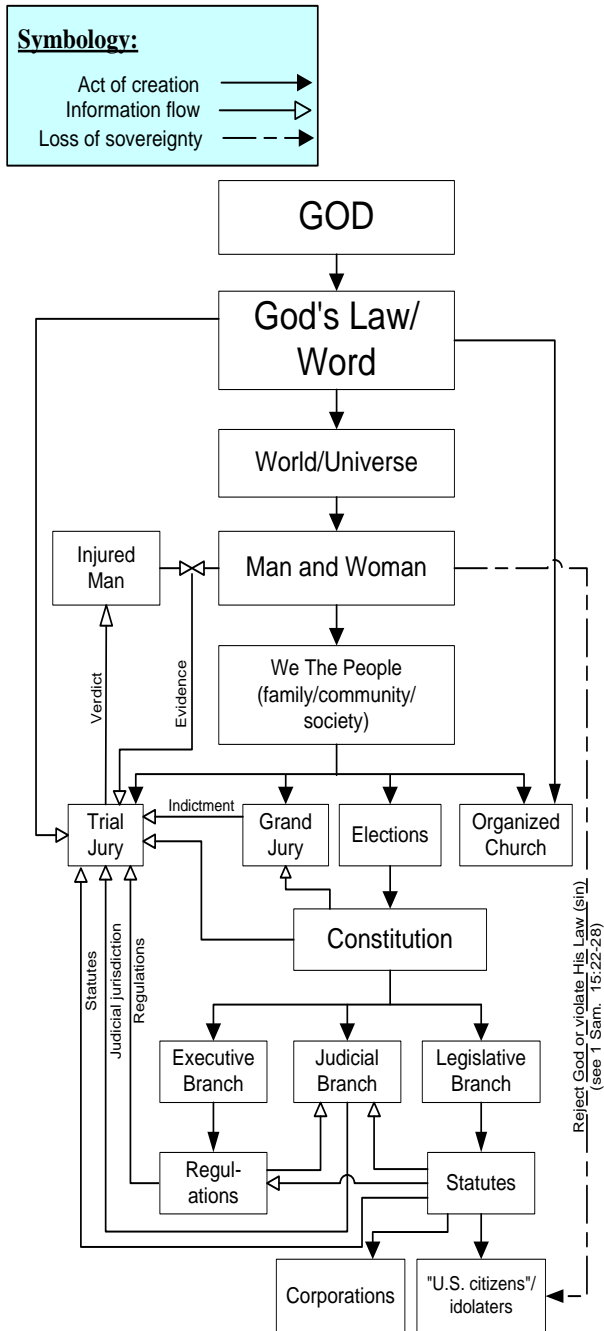 Symbology:
Act of creation
Information flow
Loss of sovereignty
GOD
God's Law/
Word
World/Universe
Injured
Man
Man and Woman
We The People
(family/community/
society)
Verdict
Evidence
Indictment
Trial
Jury
Grand
Jury
Elections
Organized
Church
Constitution
Statutes
Judicial jurisdiction
Regulations
Executive
Branch
Judicial
Branch
Legislative
Branch
Regul-
ations
Statutes
Corporations
"U.S. citizens"/
idolaters
Reject God or violate His Law (sin)
(see 1 Sam. 15:22-28)